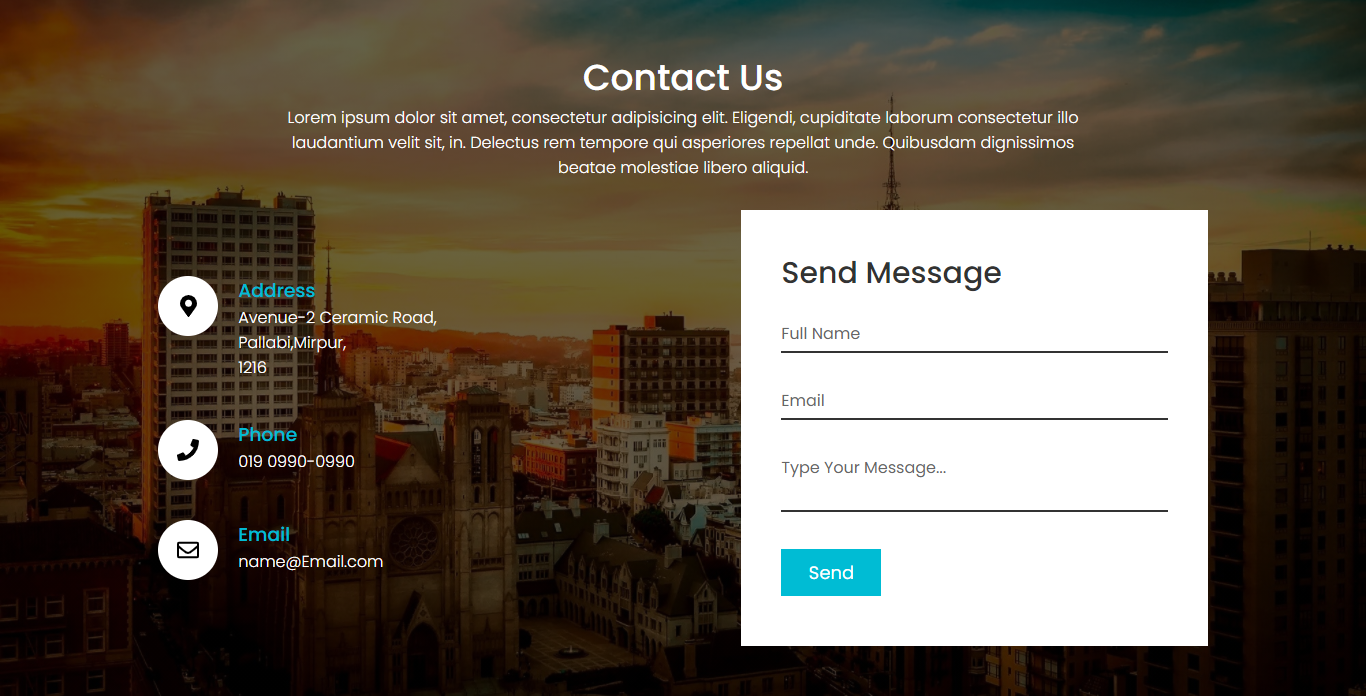 Contact Us
Lorem ipsum dolor sit amet, consectetur adipisicing elit. Eligendi, cupiditate laborum consectetur illo
laudantium velit sit, in. Delectus rem tempore qui asperiores repellat unde. Quibusdam dignissimos
beatae molestiae libero aliquid.
Address
Avenue-2 Ceramic Road,
Pallabi,Mirpur,
1216
Phone
019 0990-0990
Email
name@Email.com
Send Message
Full Name
Email
Type Your Message...
Send